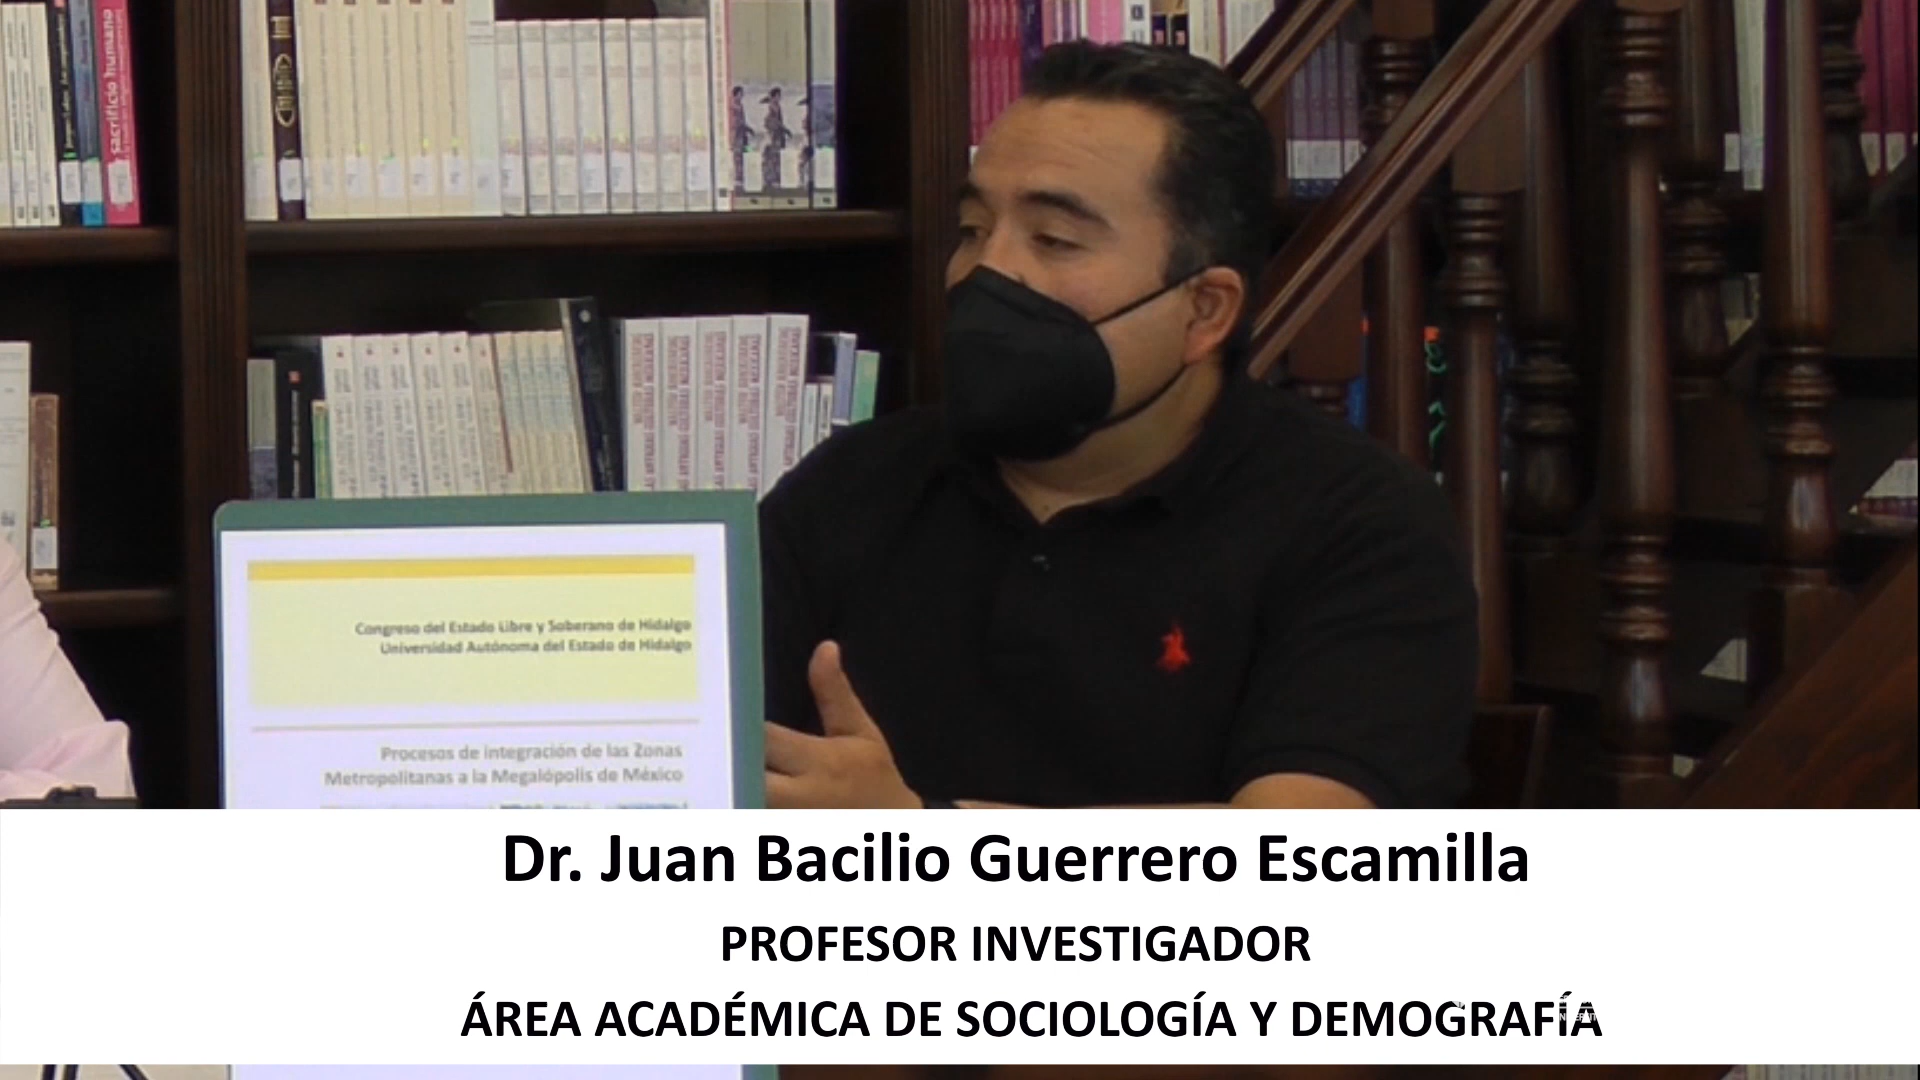 sacrificio humano
Congreso del Estado Libre y Soberano de Hidalgo
Universidad Autónoma del Estado de Hidalgo
Procesos de integración de las Zonas
Metropolitanas a la Megalópolis de México
Dr. Juan Bacilio Guerrero Escamilla
PROFESOR INVESTIGADOR
ÁREA ACADÉMICA DE SOCIOLOGÍA Y DEMOGRAFÍA